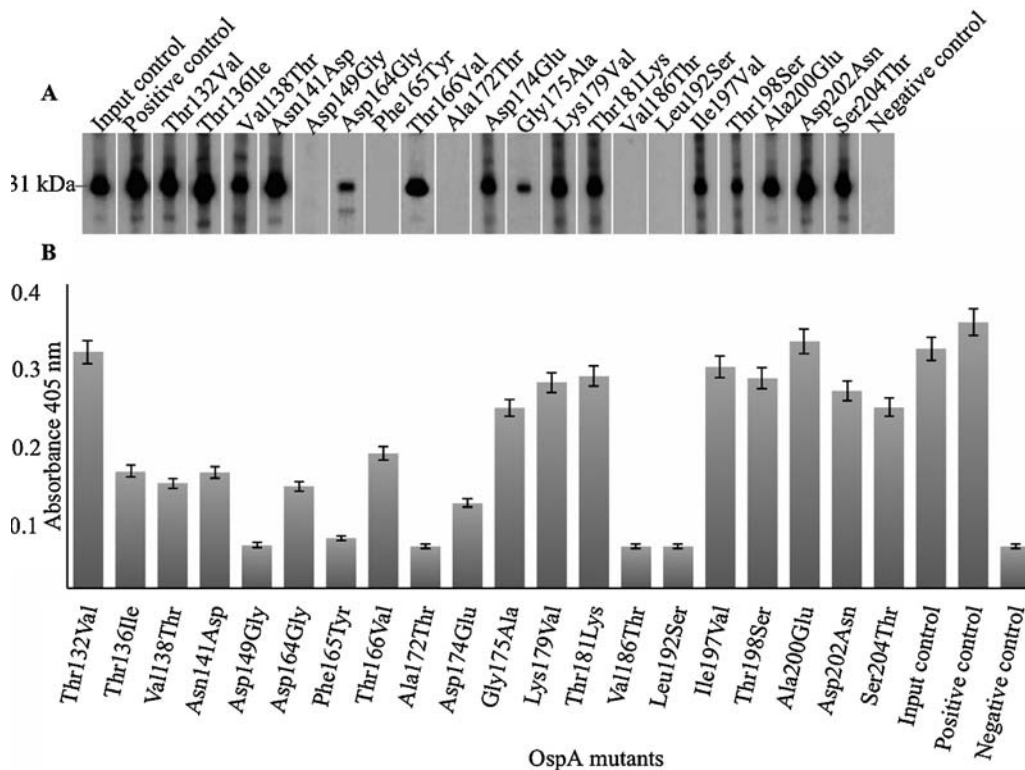 A
Input control
Positive control
Thr132Val
Thr136Ile
Val138Thr
Asn141Asp
Asp149Gly
Asp164Gly
Phe165Tyr
Thr166Val
Ala172Thr
Asp174Glu
Gly175Ala
Lys179Val
Thr181Lys
Val186Thr
Leu192Ser
Ile197Val
Thr198Ser
Ala200Glu
Asp202Asn
Ser204Thr
Negative control
31 kDa
B
0.4
0.3
0.2
0.1
Absorbance 405 nm
Thr132Val
Thr136Ile
Val138Thr
Asn141Asp
Asp149Gly
Asp164Gly
Phe165Tyr
Thr166Val
Ala172Thr
Asp174Glu
Gly175Ala
Lys179Val
Thr181Lys
Val186Thr
Leu192Ser
Ile197Val
Thr198Ser
Ala200Glu
Asp202Asn
Ser204Thr
Input control
Positive control
Negative control
OspA mutants